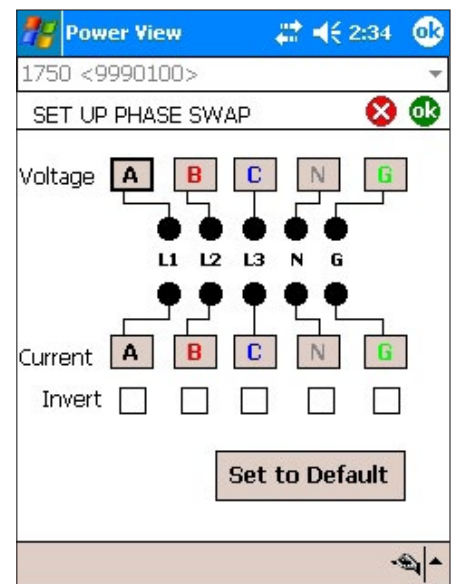 Power View 2:34 ok
1750 <9990100>
SET UP PHASE SWAP ok
Voltage A B C N G
L1 L2 L3 N G
Current A B C N G
Invert
Set to Default